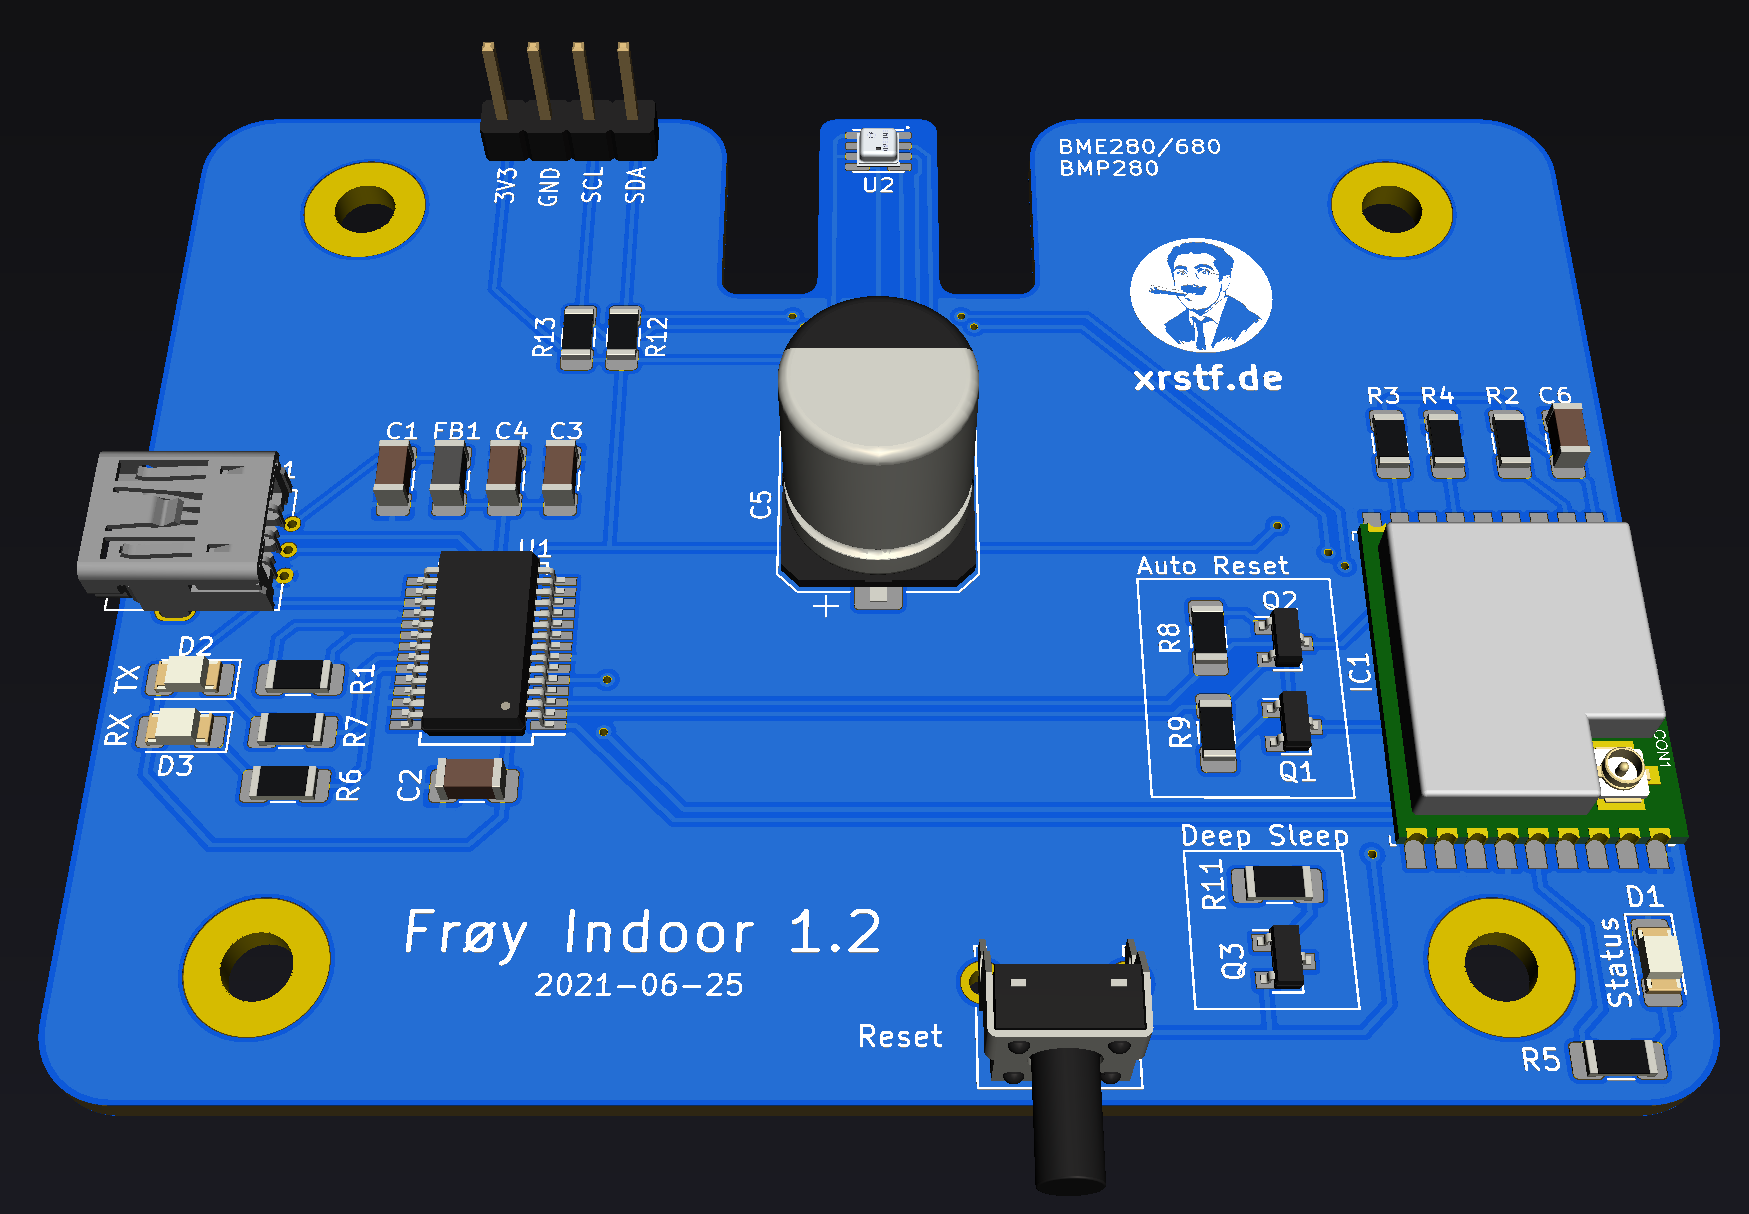 3V3
GND
SCL
SDA
U2
BME280/680
BMP280
xrstf.de
R13
R12
R3
R4
R2
C6
C1
FB1
C4
C3
1
C5
+
U1
Auto Reset
Q2
R8
IC1
R9
Q1
CON1
TX
D2
R1
RX
D3
R7
R6
C2
Deep Sleep
R11
Q3
D1
Status
R5
Frøy Indoor 1.2
2021-06-25
Reset